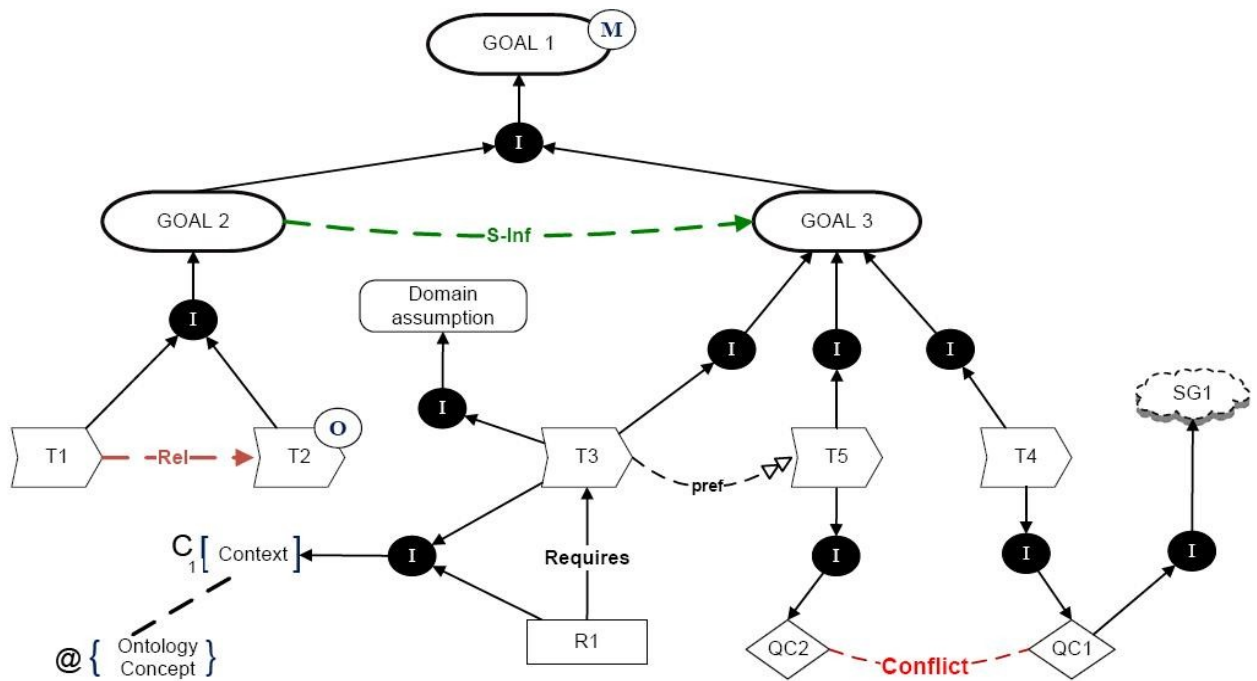 GOAL 1
M
I
GOAL 2
S-Inf
GOAL 3
I
Domain
assumption
I
I
I
I
SG1
T1
Rel
T2
O
T3
pref
T5
T4
C1[ Context ]
I
Requires
I
I
I
@ { Ontology
Concept }
R1
QC2
Conflict
QC1